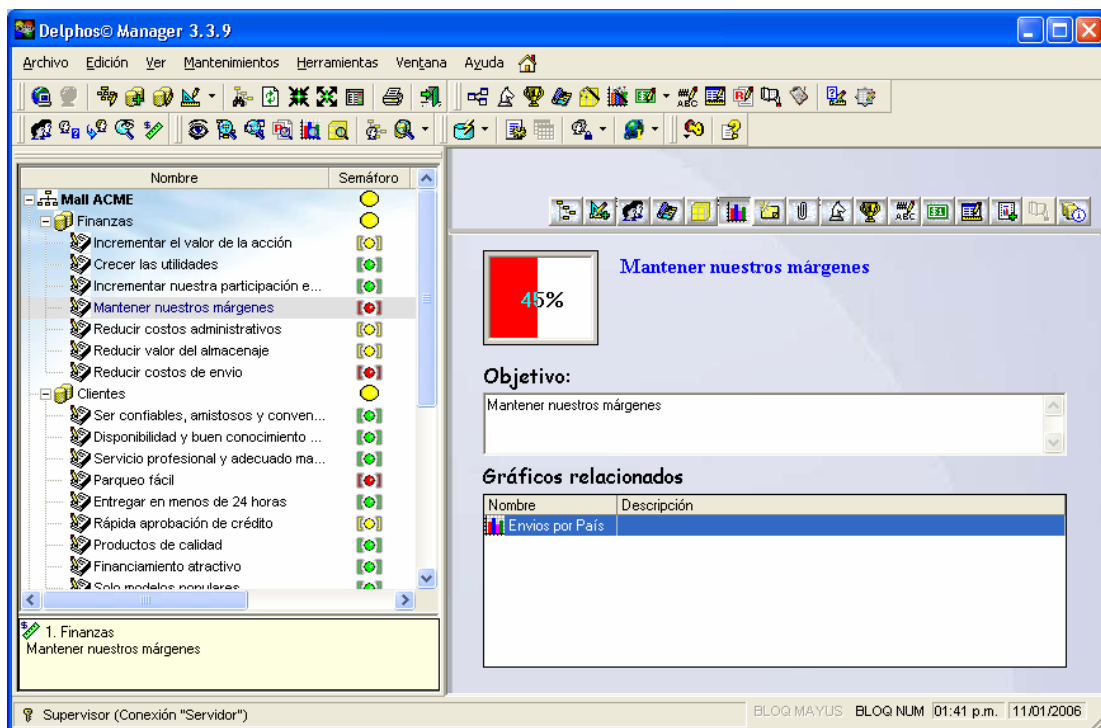 Delphos© Manager 3.3.9
Archivo Edición Ver Mantenimientos Herramientas Ventana Ayuda
Nombre Semáforo
Mall ACME
Finanzas
Incrementar el valor de la acción
Crecer las utilidades
Incrementar nuestra participación e...
Mantener nuestros márgenes
Reducir costos administrativos
Reducir valor del almacenaje
Reducir costos de envio
Clientes
Ser confiables, amistosos y conven...
Disponibilidad y buen conocimiento ...
Servicio profesional y adecuado ma...
Parqueo fácil
Entregar en menos de 24 horas
Rápida aprobación de crédito
Productos de calidad
Financiamiento atractivo
Solo modelos populares
1. Finanzas
Mantener nuestros márgenes
45%
Mantener nuestros márgenes
Objetivo:
Mantener nuestros márgenes
Gráficos relacionados
Nombre Descripción
Envios por País
Supervisor (Conexión "Servidor")
BLOQ MAYUS BLOQ NUM 01:41 p.m. 11/01/2006